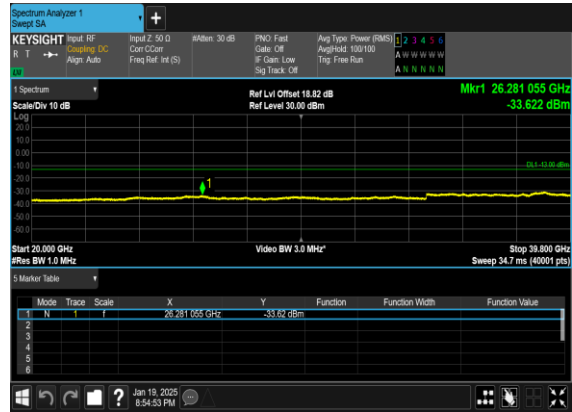 Spectrum Analyzer 1
Swept SA
+
KEYSIGHT Input: RF Input Z: 50 Ω #Atten: 30 dB PNO: Fast Avg Type: Power (RMS) 1 2 3 4 5 6
R T Coupling: DC Corr CCorr Gate: Off Avg|Hold: 100/100 A W W W W W
Align: Auto Freq Ref: Int (S) IF Gain: Low Trig: Free Run A N N N N N
Sig Track: Off
1 Spectrum Ref Lvl Offset 18.82 dB Mkr1 26.281 055 GHz
Scale/Div 10 dB Ref Level 30.00 dBm -33.622 dBm
Log
20.0
10.0
0.00
-10.0 DL1 -13.00 dBm
-20.0 1
-30.0
-40.0
-50.0
-60.0
Start 20.000 GHz Video BW 3.0 MHz* Stop 39.800 GHz
#Res BW 1.0 MHz Sweep 34.7 ms (40001 pts)
5 Marker Table
Mode Trace Scale X Y Function Function Width Function Value
1 N 1 f 26.281 055 GHz -33.62 dBm
2
3
4
5
6
? Jan 19, 2025
8:54:53 PM